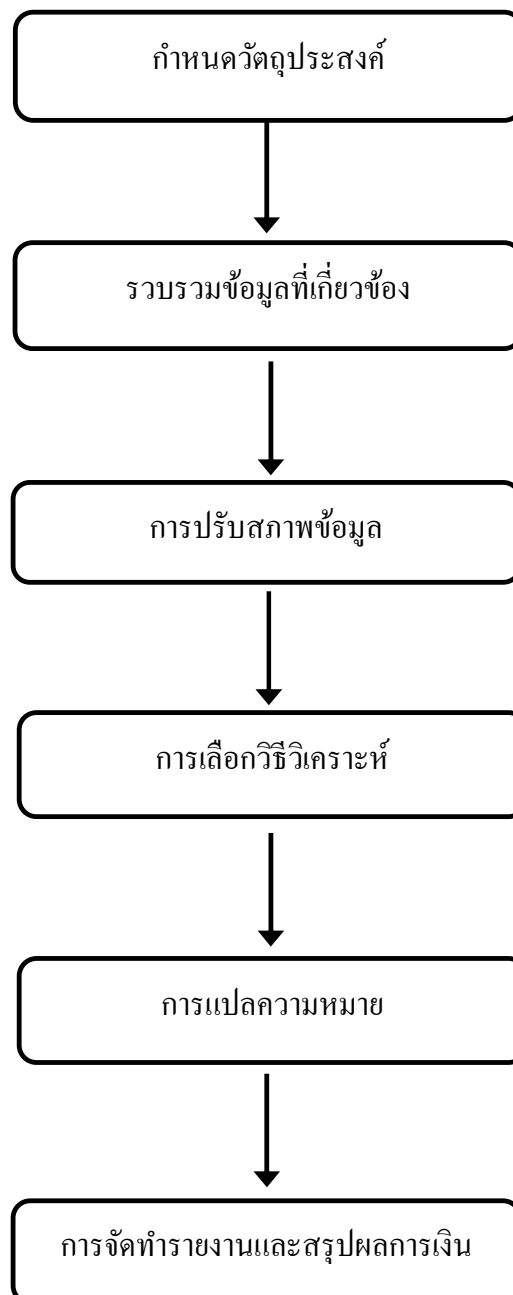 กำหนดวัตถุประสงค์
รวบรวมข้อมูลที่เกี่ยวข้อง
การปรับสภาพข้อมูล
การเลือกวิธีวิเคราะห์
การแปลความหมาย
การจัดทำรายงานและสรุปผลการเงิน